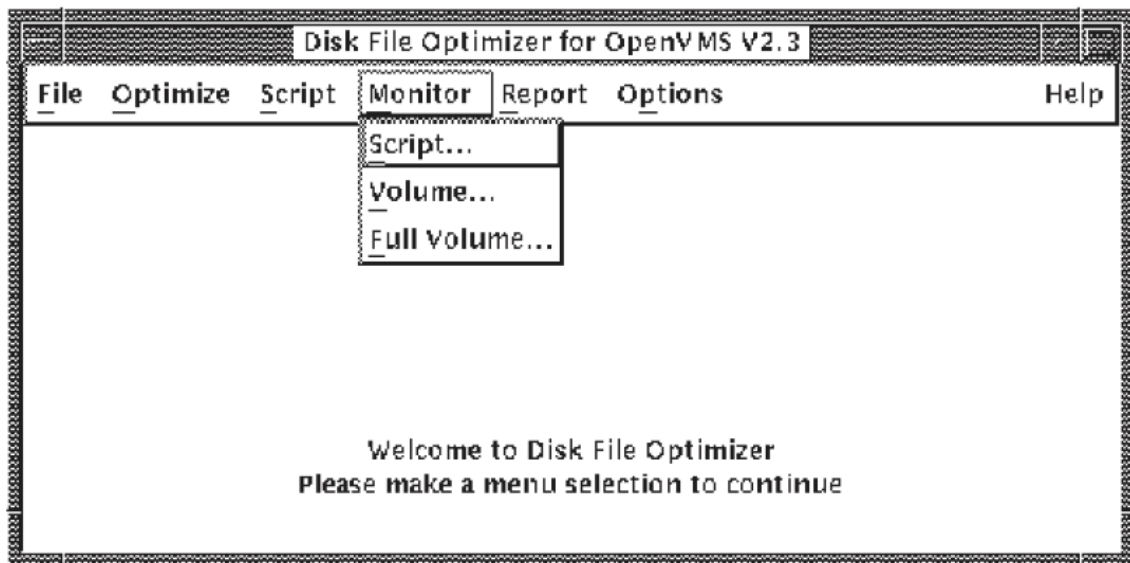 Disk File Optimizer for OpenVMS V2.3
File Optimize Script Monitor Report Options Help
Script...
Volume...
Full Volume...
Welcome to Disk File Optimizer
Please make a menu selection to continue